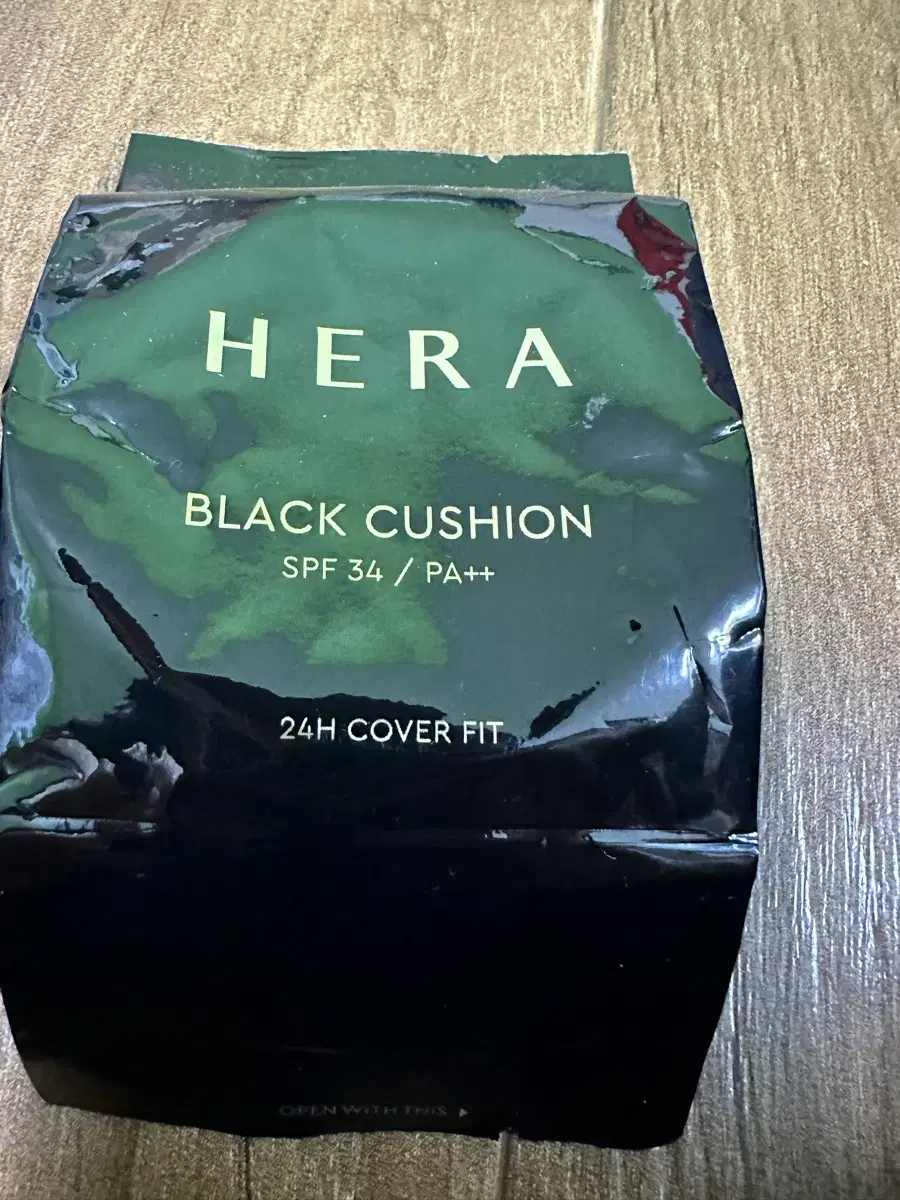 HERA
BLACK CUSHION
SPF 34 / PA++
24H COVER FIT
OPEN WITH THIS ▶